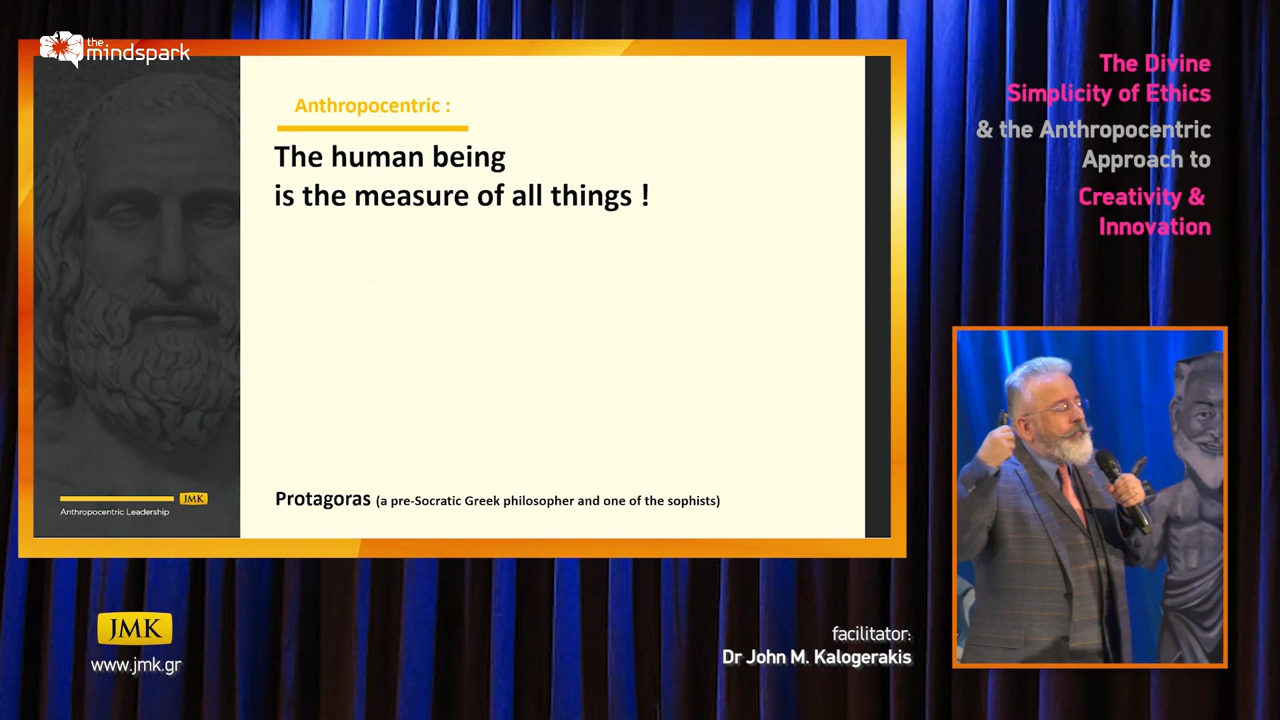 the
mindspark
Anthropocentric :
The human being
is the measure of all things !
Protagoras (a pre-Socratic Greek philosopher and one of the sophists)
JMK
Anthropocentric Leadership
The Divine
Simplicity of Ethics
& the Anthropocentric
Approach to
Creativity &
Innovation
JMK
www.jmk.gr
facilitator:
Dr John M. Kalogerakis